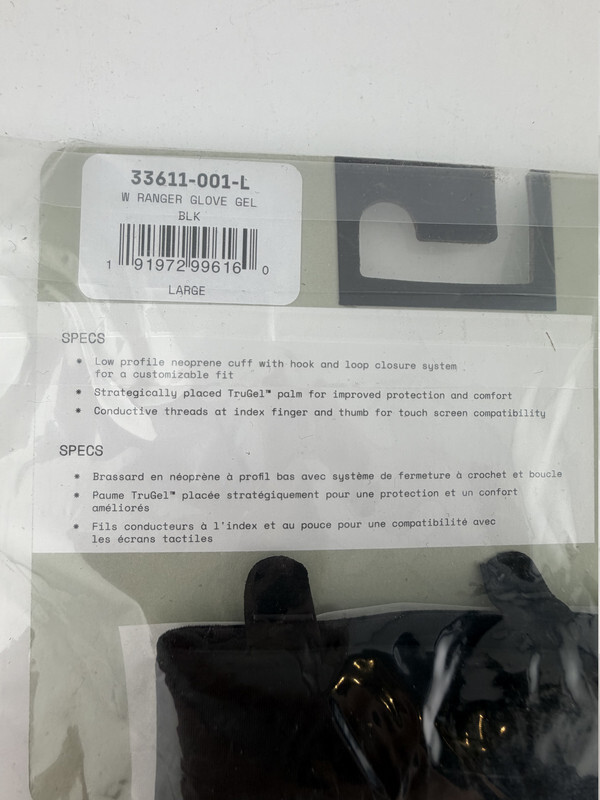 33611-001-L
W RANGER GLOVE GEL
BLK
1 91972 99616 0
LARGE
SPECS
• Low profile neoprene cuff with hook and loop closure system
for a customizable fit
• Strategically placed TruGel™ palm for improved protection and comfort
• Conductive threads at index finger and thumb for touch screen compatibility
SPECS
• Brassard en néoprène à profil bas avec système de fermeture à crochet et boucle
• Paume TruGel™ placée stratégiquement pour une protection et un confort
améliorés
• Fils conducteurs à l'index et au pouce pour une compatibilité avec
les écrans tactiles